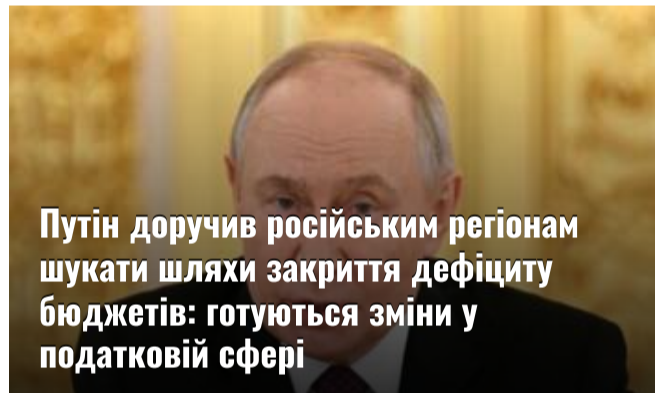 Путін доручив російським регіонам
шукати шляхи закриття дефіциту
бюджетів: готуються зміни у
податковій сфері